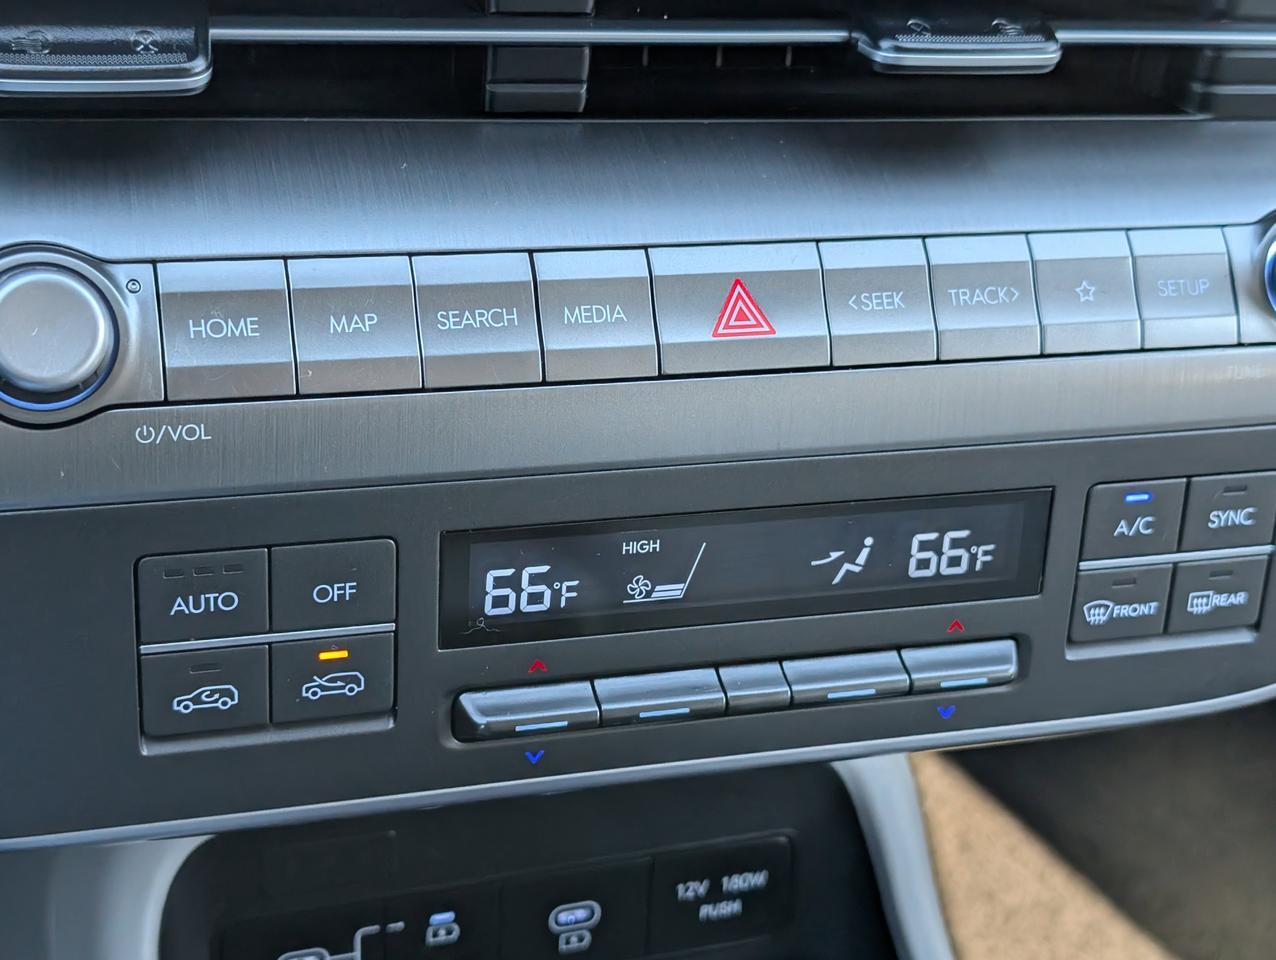 HOME MAP SEARCH MEDIA <SEEK TRACK> SETUP
/VOL
TUNE
AUTO OFF
HIGH
66°F 66°F
A/C SYNC
FRONT REAR
12V 180W
PUSH